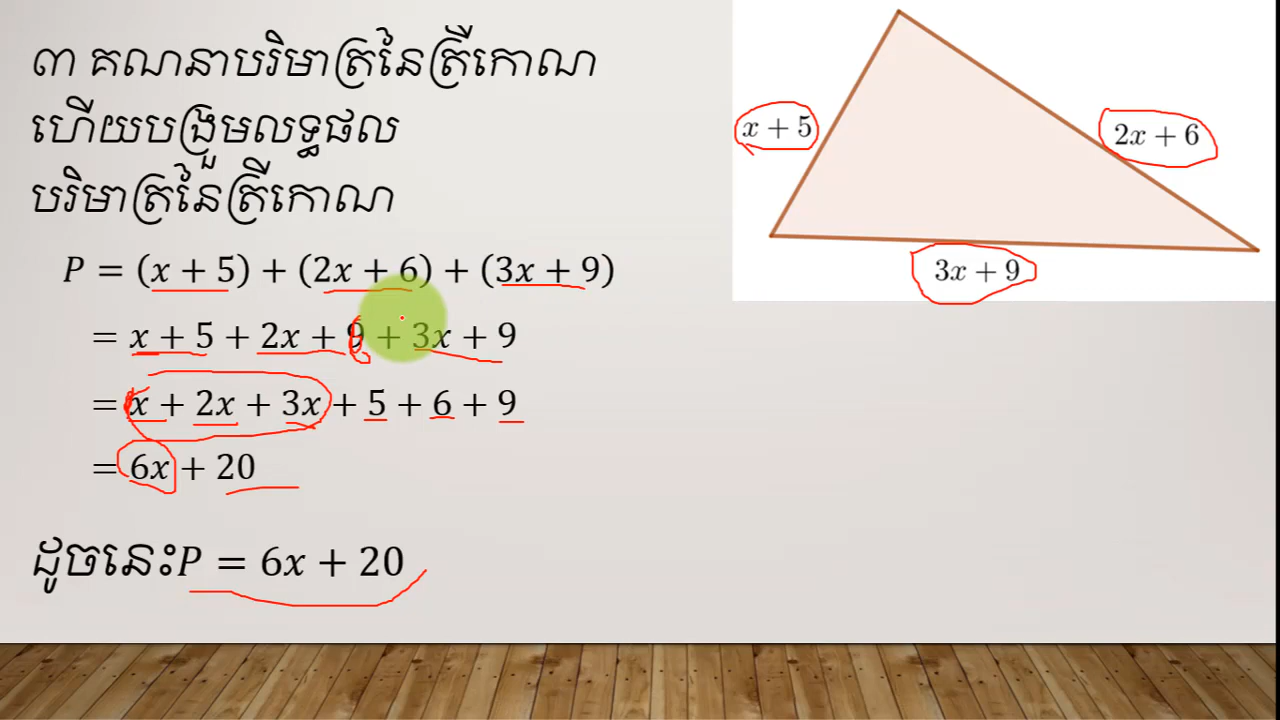 ៣ គណនាបរិមាត្រនៃត្រីកោណ
ហើយបង្រួមលទ្ធផល
បរិមាត្រនៃត្រីកោណ
P = (x + 5) + (2x + 6) + (3x + 9)
= x + 5 + 2x + 9 + 3x + 9
= x + 2x + 3x + 5 + 6 + 9
= 6x + 20
ដូចនេះP = 6x + 20
x + 5
2x + 6
3x + 9